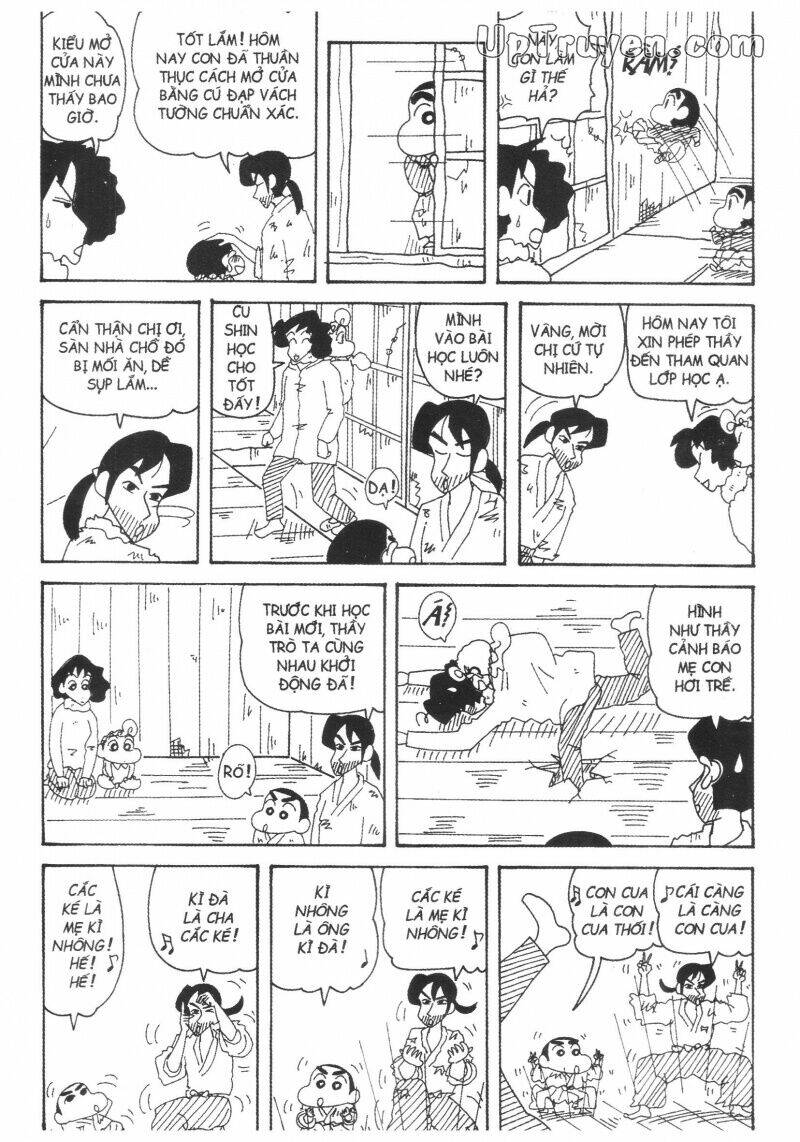 UpTruyen.com
RẦM!
NÀY
CON LÀM
GÌ THẾ
HẢ?
TỐT LẮM! HÔM
NAY CON ĐÃ THUẦN
THỤC CÁCH MỞ CỬA
BẰNG CÚ ĐẠP VÁCH
TƯỜNG CHUẨN XÁC.
KIỂU MỞ
CỬA NÀY
MÌNH CHƯA
THẤY BAO
GIỜ.
HÔM NAY TÔI
XIN PHÉP THẦY
ĐẾN THAM QUAN
LỚP HỌC Ạ.
VÂNG, MỜI
CHỊ CỨ TỰ
NHIÊN.
MÌNH
VÀO BÀI
HỌC LUÔN
NHÉ?
DẠ!
CU
SHIN
HỌC
CHO
TỐT
ĐẤY!
CẨN THẬN CHỊ ƠI,
SÀN NHÀ CHỖ ĐÓ
BỊ MỐI ĂN, DỄ
SỤP LẮM...
HÌNH
NHƯ THẦY
CẢNH BÁO
MẸ CON
HƠI TRỄ.
Á!
TRƯỚC KHI HỌC
BÀI MỚI, THẦY
TRÒ TA CÙNG
NHAU KHỞI
ĐỘNG ĐÃ!
RÕ!
CÁI CÀNG
LÀ CÀNG
CON CUA!
CON CUA
LÀ CON
CUA THỐI!
CẮC KÉ
LÀ MẸ KÌ
NHÔNG!
KÌ
NHÔNG
LÀ ÔNG
KÌ ĐÀ!
KÌ ĐÀ
LÀ CHA
CẮC KÉ!
CẮC
KÉ LÀ
MẸ KÌ
NHÔNG!
HÉ!
HÉ!